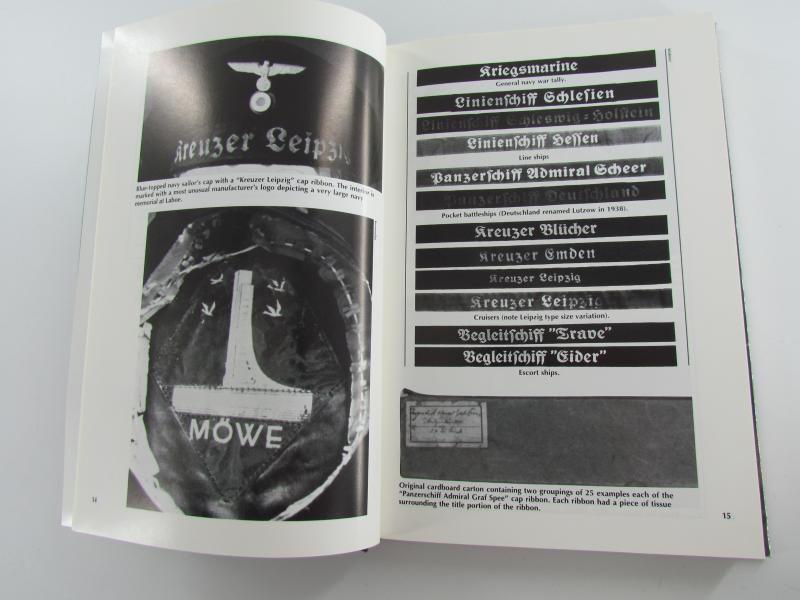 Kreuzer Leipzig
Blue-topped navy sailor's cap with a "Kreuzer Leipzig" cap ribbon. The interior is
marked with a most unusual manufacturer's logo depicting a very large navy
memorial at Laboe.
MÖWE
14
Kriegsmarine
General navy war tally.
Linienſchiff Schleſien
Linienſchiff Schleswig=Holstein
Linienſchiff Heſſen
Line ships
Panzerſchiff Admiral Scheer
Panzerſchiff Deutſchland
Pocket battleships (Deutschland renamed Lutzow in 1938).
Kreuzer Blücher
Kreuzer Emden
Kreuzer Leipzig
Kreuzer Leipzig
Cruisers (note Leipzig type size variation).
Begleitſchiff "Trave"
Begleitſchiff "Eider"
Escort ships.
Original cardboard carton containing two groupings of 25 examples each of the
"Panzerschiff Admiral Graf Spee" cap ribbon. Each ribbon had a piece of tissue
surrounding the title portion of the ribbon.
15